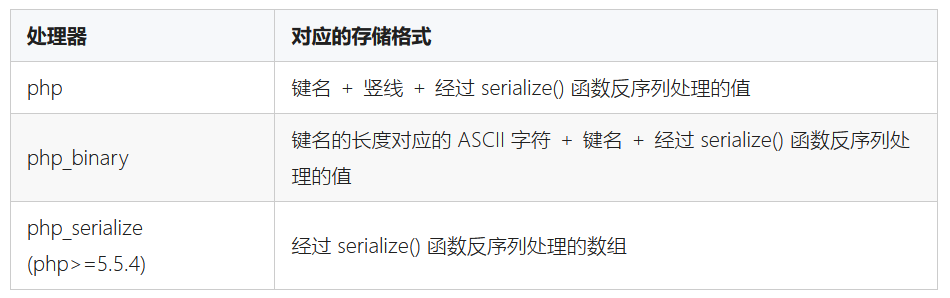 处理器
对应的存储格式
php
键名 + 竖线 + 经过 serialize() 函数反序列处理的值
php_binary
键名的长度对应的 ASCII 字符 + 键名 + 经过 serialize() 函数反序列处
理的值
php_serialize
(php>=5.5.4)
经过 serialize() 函数反序列处理的数组